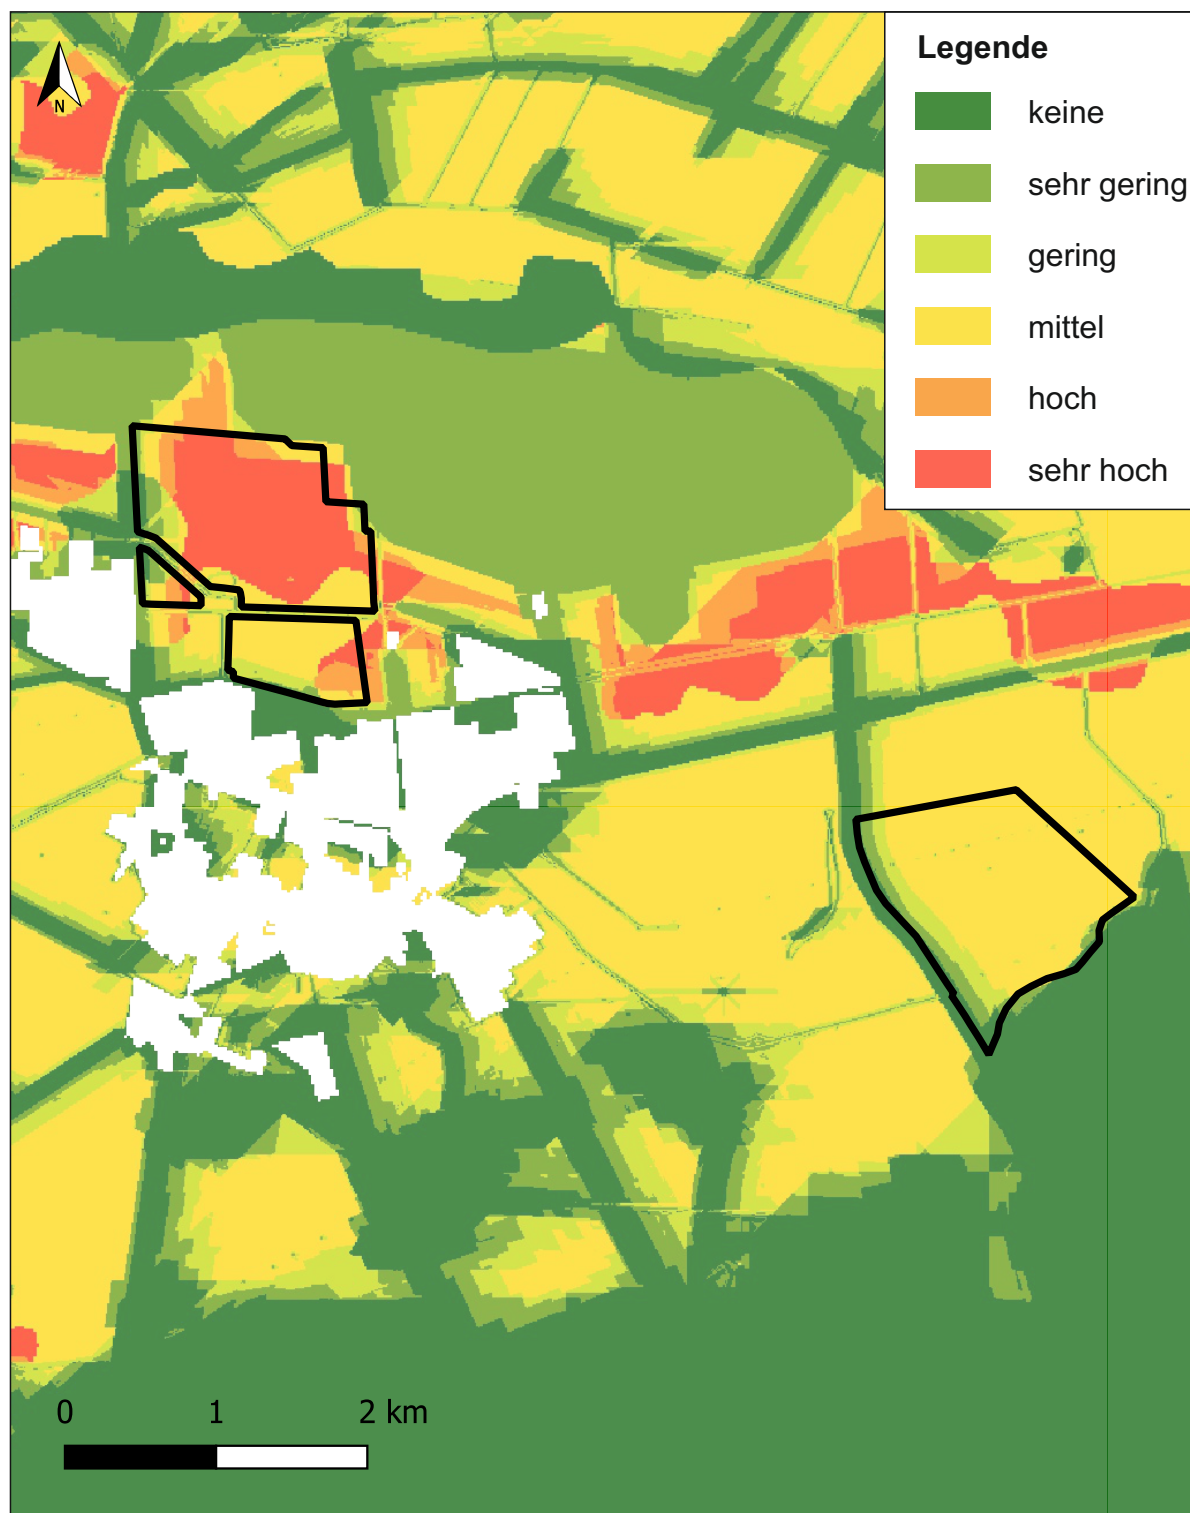 Legende
N
keine
sehr gering
gering
mittel
hoch
sehr hoch
0 1 2 km